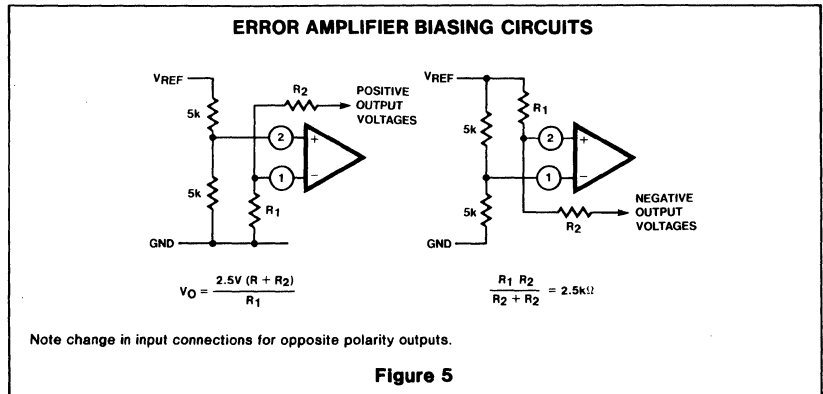 ERROR AMPLIFIER BIASING CIRCUITS
VREF
R2
POSITIVE
OUTPUT
VOLTAGES
5k
2
+
1
−
5k
R1
GND
VO = 2.5V (R + R2) / R1
VREF
R1
5k
2
+
1
−
5k
R2
NEGATIVE
OUTPUT
VOLTAGES
GND
R1 R2 / R2 + R2 = 2.5kΩ
Note change in input connections for opposite polarity outputs.
Figure 5